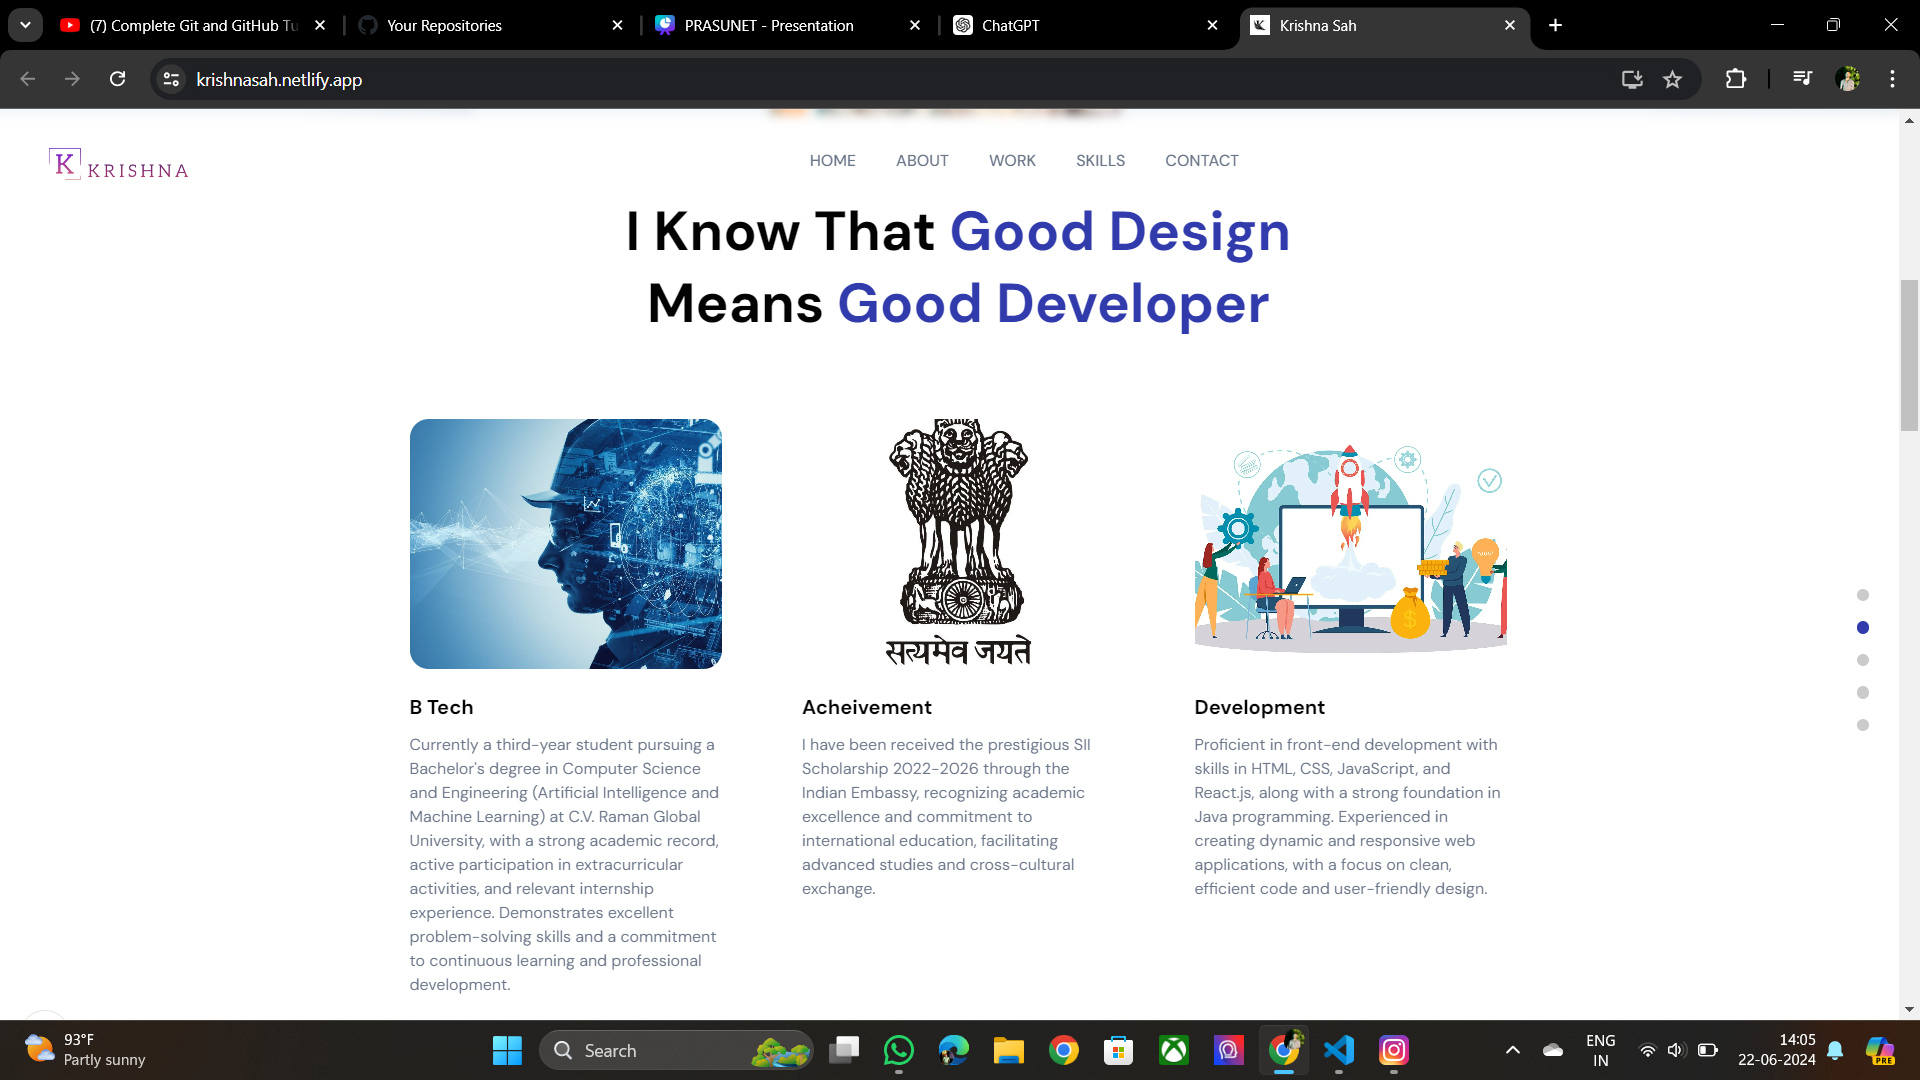 (7) Complete Git and GitHub Tu
Your Repositories
PRASUNET - Presentation
ChatGPT
Krishna Sah
krishnasah.netlify.app
K KRISHNA
HOME ABOUT WORK SKILLS CONTACT
I Know That Good Design
Means Good Developer
सत्यमेव जयते
B Tech
Currently a third-year student pursuing a
Bachelor's degree in Computer Science
and Engineering (Artificial Intelligence and
Machine Learning) at C.V. Raman Global
University, with a strong academic record,
active participation in extracurricular
activities, and relevant internship
experience. Demonstrates excellent
problem-solving skills and a commitment
to continuous learning and professional
development.
Acheivement
I have been received the prestigious SII
Scholarship 2022-2026 through the
Indian Embassy, recognizing academic
excellence and commitment to
international education, facilitating
advanced studies and cross-cultural
exchange.
Development
Proficient in front-end development with
skills in HTML, CSS, JavaScript, and
React.js, along with a strong foundation in
Java programming. Experienced in
creating dynamic and responsive web
applications, with a focus on clean,
efficient code and user-friendly design.
93°F
Partly sunny
Search
ENG
IN
14:05
22-06-2024
PRE